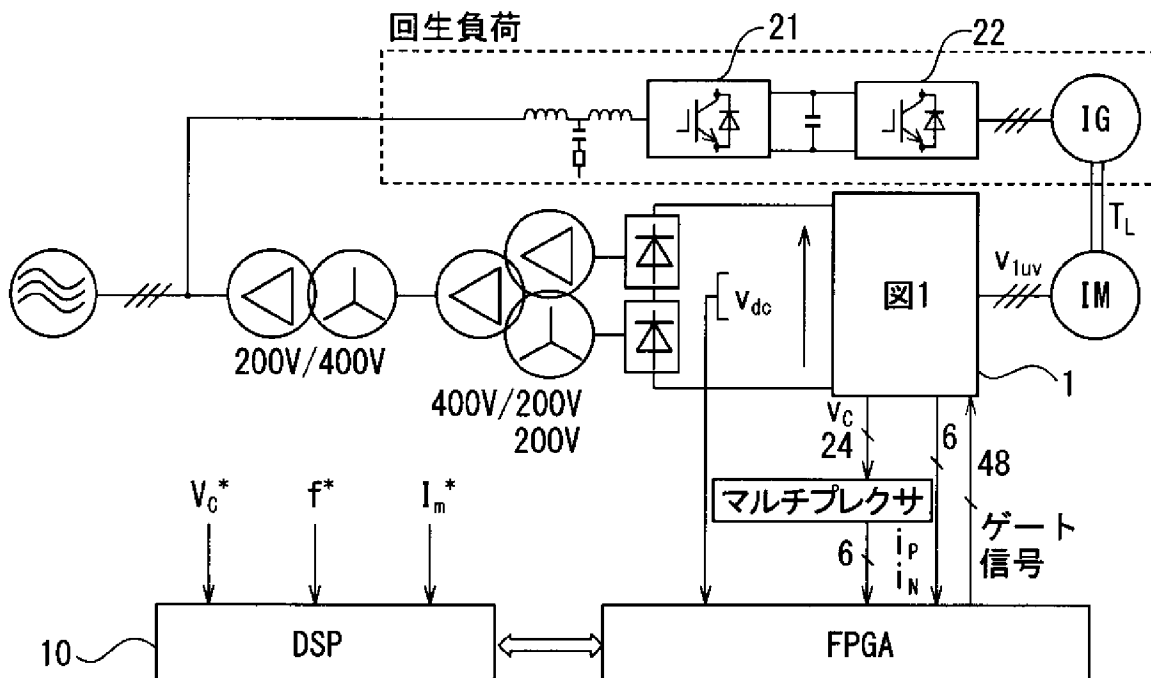 回生負荷
21
22
IG
T_L
200V/400V
400V/200V
200V
v_dc
図1
v_1uv
IM
1
v_C
24
6
48
マルチプレクサ
6
i_P
i_N
ゲート
信号
V_C*
f*
I_m*
10
DSP
FPGA